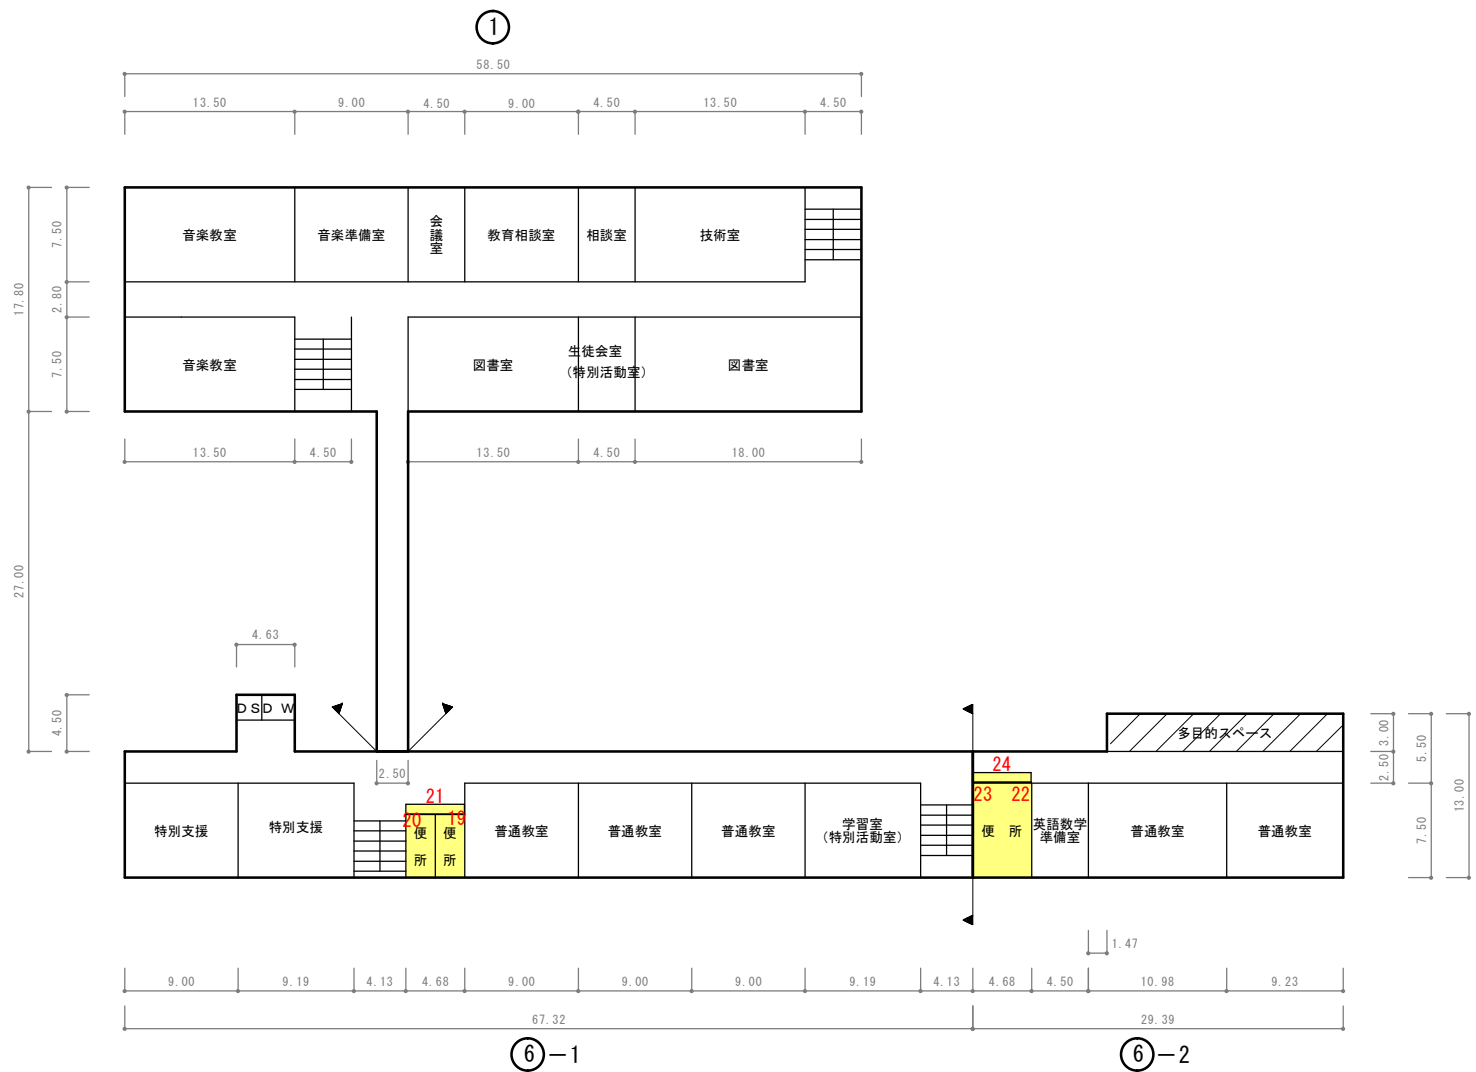 ①
58.50
13.50 9.00 4.50 9.00 4.50 13.50 4.50
17.80
7.50
2.80
7.50
音楽教室 音楽準備室 会議室 教育相談室 相談室 技術室
音楽教室 図書室 生徒会室 図書室
(特別活動室)
13.50 4.50 13.50 4.50 18.00
27.00
4.63
4.50
DS DW
多目的スペース
3.00
2.50
5.50
7.50
13.00
2.50
24
23 22
21
20 19
特別支援 特別支援 便所 便所 普通教室 普通教室 普通教室 学習室 便所 英語数学 普通教室 普通教室
(特別活動室) 準備室
1.47
9.00 9.19 4.13 4.68 9.00 9.00 9.00 9.19 4.13 4.68 4.50 10.98 9.23
67.32 29.39
⑥-1 ⑥-2